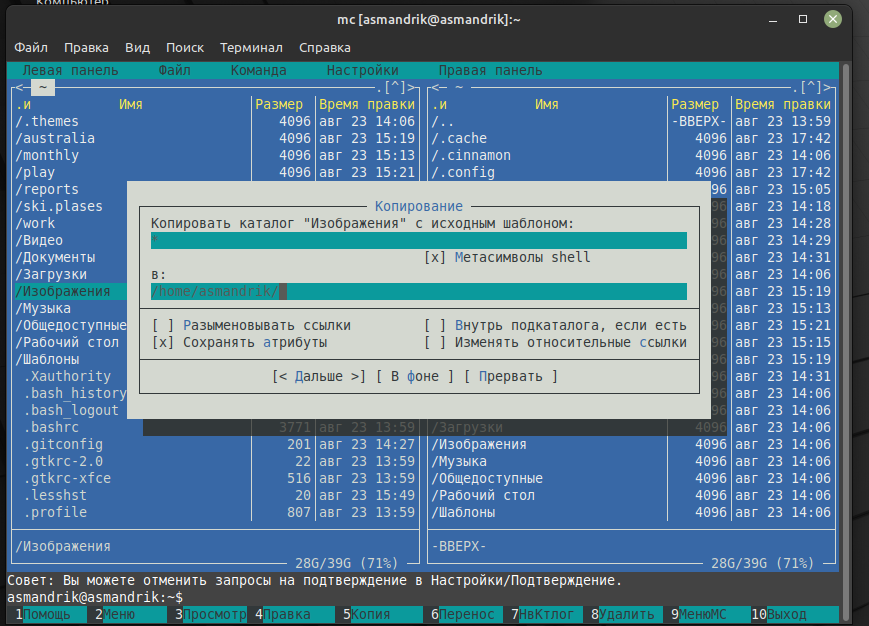 Компьютер
mc [asmandrik@asmandrik]:~
Файл Правка Вид Поиск Терминал Справка
Левая панель Файл Команда Настройки Правая панель
<— ~ .[^]> <— ~ .[^]>
.и Имя Размер Время правки .и Имя Размер Время правки
/.themes 4096 авг 23 14:06 /.. -ВВЕРХ- авг 23 13:59
/australia 4096 авг 23 15:19 /.cache 4096 авг 23 17:42
/monthly 4096 авг 23 15:13 /.cinnamon 4096 авг 23 14:06
/play 4096 авг 23 15:21 /.config 4096 авг 23 17:42
/reports 96 авг 23 15:05
/ski.plases Копирование 96 авг 23 14:18
/work Копировать каталог "Изображения" с исходным шаблоном: 96 авг 23 14:28
/Видео * 96 авг 23 14:29
/Документы [x] Метасимволы shell 96 авг 23 14:31
/Загрузки в: 96 авг 23 14:06
/Изображения /home/asmandrik/ 96 авг 23 15:19
/Музыка 96 авг 23 15:13
/Общедоступные [ ] Разыменовывать ссылки [ ] Внутрь подкаталога, если есть 96 авг 23 15:21
/Рабочий стол [x] Сохранять атрибуты [ ] Изменять относительные ссылки 96 авг 23 15:15
/Шаблоны 96 авг 23 15:19
.Xauthority [< Дальше >] [ В фоне ] [ Прервать ] 96 авг 23 14:31
.bash_history 96 авг 23 14:06
.bash_logout 96 авг 23 14:06
.bashrc 3771 авг 23 13:59 /Загрузки 4096 авг 23 14:06
.gitconfig 201 авг 23 14:27 /Изображения 4096 авг 23 14:06
.gtkrc-2.0 22 авг 23 13:59 /Музыка 4096 авг 23 14:06
.gtkrc-xfce 516 авг 23 13:59 /Общедоступные 4096 авг 23 14:06
.lesshst 20 авг 23 15:49 /Рабочий стол 4096 авг 23 14:06
.profile 807 авг 23 13:59 /Шаблоны 4096 авг 23 14:06
/Изображения -ВВЕРХ-
28G/39G (71%) 28G/39G (71%)
Совет: Вы можете отменить запросы на подтверждение в Настройки/Подтверждение.
asmandrik@asmandrik:~$
1Помощь 2Меню 3Просмотр 4Правка 5Копия 6Перенос 7НвКтлог 8Удалить 9МенюМС 10Выход